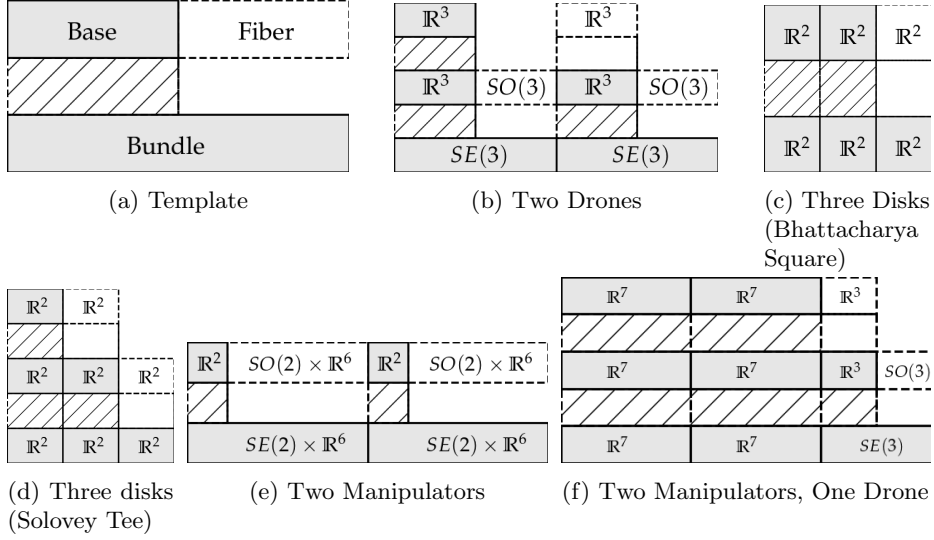 Base Fiber
Bundle
(a) Template
ℝ³ ℝ³
ℝ³ SO(3) ℝ³ SO(3)
SE(3) SE(3)
(b) Two Drones
ℝ² ℝ² ℝ²
ℝ² ℝ² ℝ²
(c) Three Disks
(Bhattacharya
Square)
ℝ² ℝ²
ℝ² ℝ² ℝ²
ℝ² ℝ² ℝ²
(d) Three disks
(Solovey Tee)
ℝ² SO(2) × ℝ⁶ ℝ² SO(2) × ℝ⁶
SE(2) × ℝ⁶ SE(2) × ℝ⁶
(e) Two Manipulators
ℝ⁷ ℝ⁷ ℝ³
ℝ⁷ ℝ⁷ ℝ³ SO(3)
ℝ⁷ ℝ⁷ SE(3)
(f) Two Manipulators, One Drone